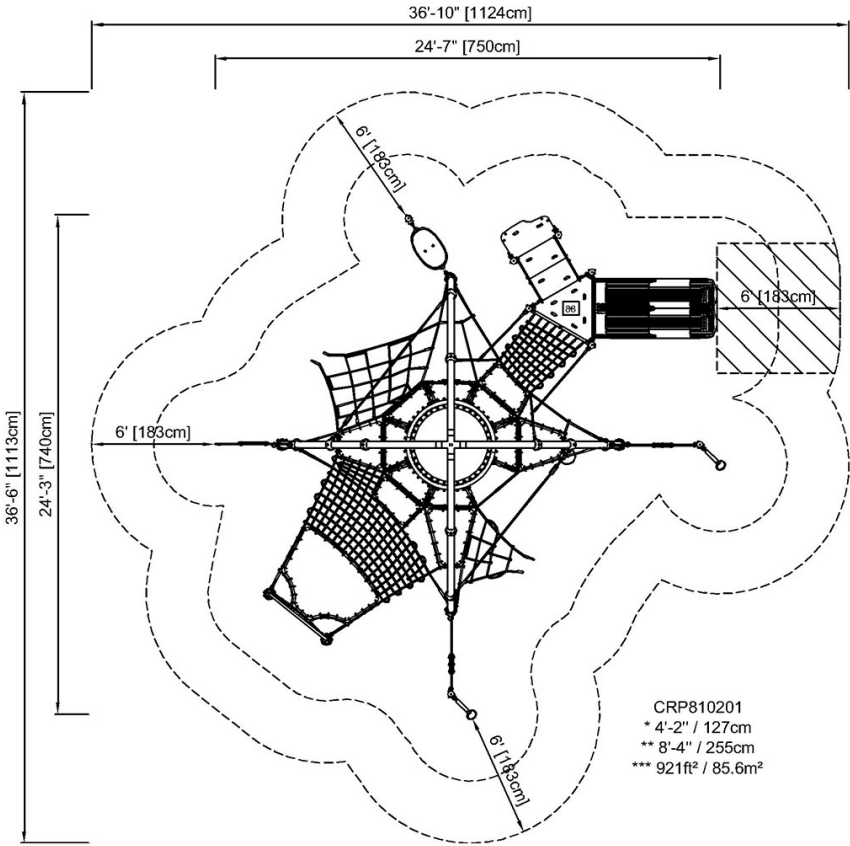 36'-10" [1124cm]
24'-7" [750cm]
6' [183cm]
6' [183cm]
6' [183cm]
36'-6" [1113cm]
24'-3" [740cm]
6' [183cm]
CRP810201
* 4'-2" / 127cm
** 8'-4" / 255cm
*** 921ft² / 85.6m²